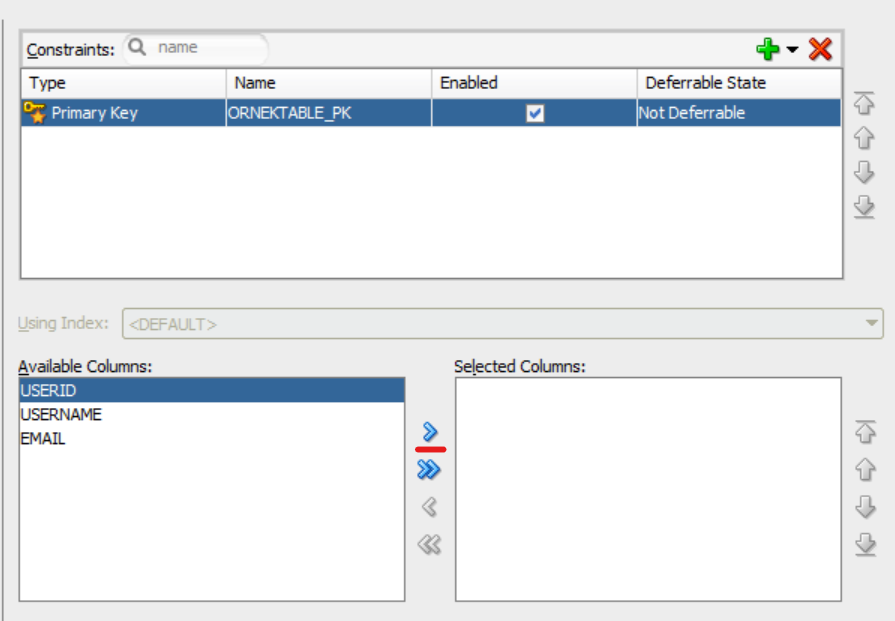 Constraints: name
Type Name Enabled Deferrable State
Primary Key ORNEKTABLE_PK Not Deferrable
Using Index: <DEFAULT>
Available Columns: Selected Columns:
USERID
USERNAME
EMAIL